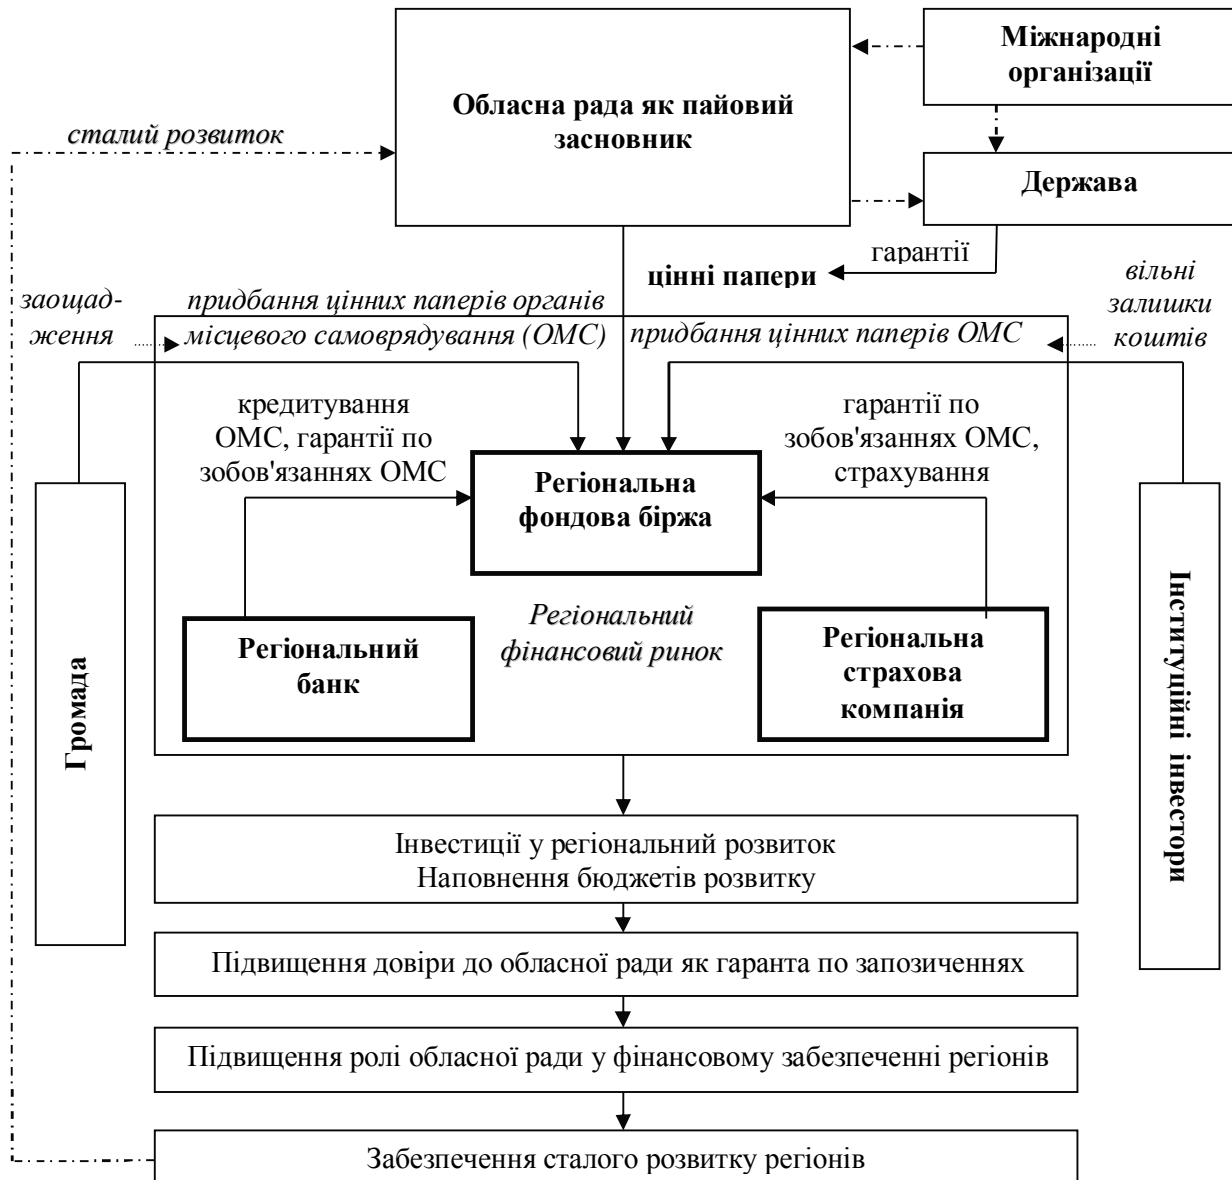 Міжнародні
організації
Обласна рада як пайовий
засновник
сталий розвиток
Держава
гарантії
цінні папери
заощад-
ження
придбання цінних паперів органів
місцевого самоврядування (ОМС)
придбання цінних паперів ОМС
вільні
залишки
коштів
кредитування
ОМС, гарантії по
зобов'язаннях ОМС
гарантії по
зобов'язаннях ОМС,
страхування
Регіональна
фондова біржа
Громада
Інституційні інвестори
Регіональний
фінансовий ринок
Регіональний
банк
Регіональна
страхова
компанія
Інвестиції у регіональний розвиток
Наповнення бюджетів розвитку
Підвищення довіри до обласної ради як гаранта по запозиченнях
Підвищення ролі обласної ради у фінансовому забезпеченні регіонів
Забезпечення сталого розвитку регіонів